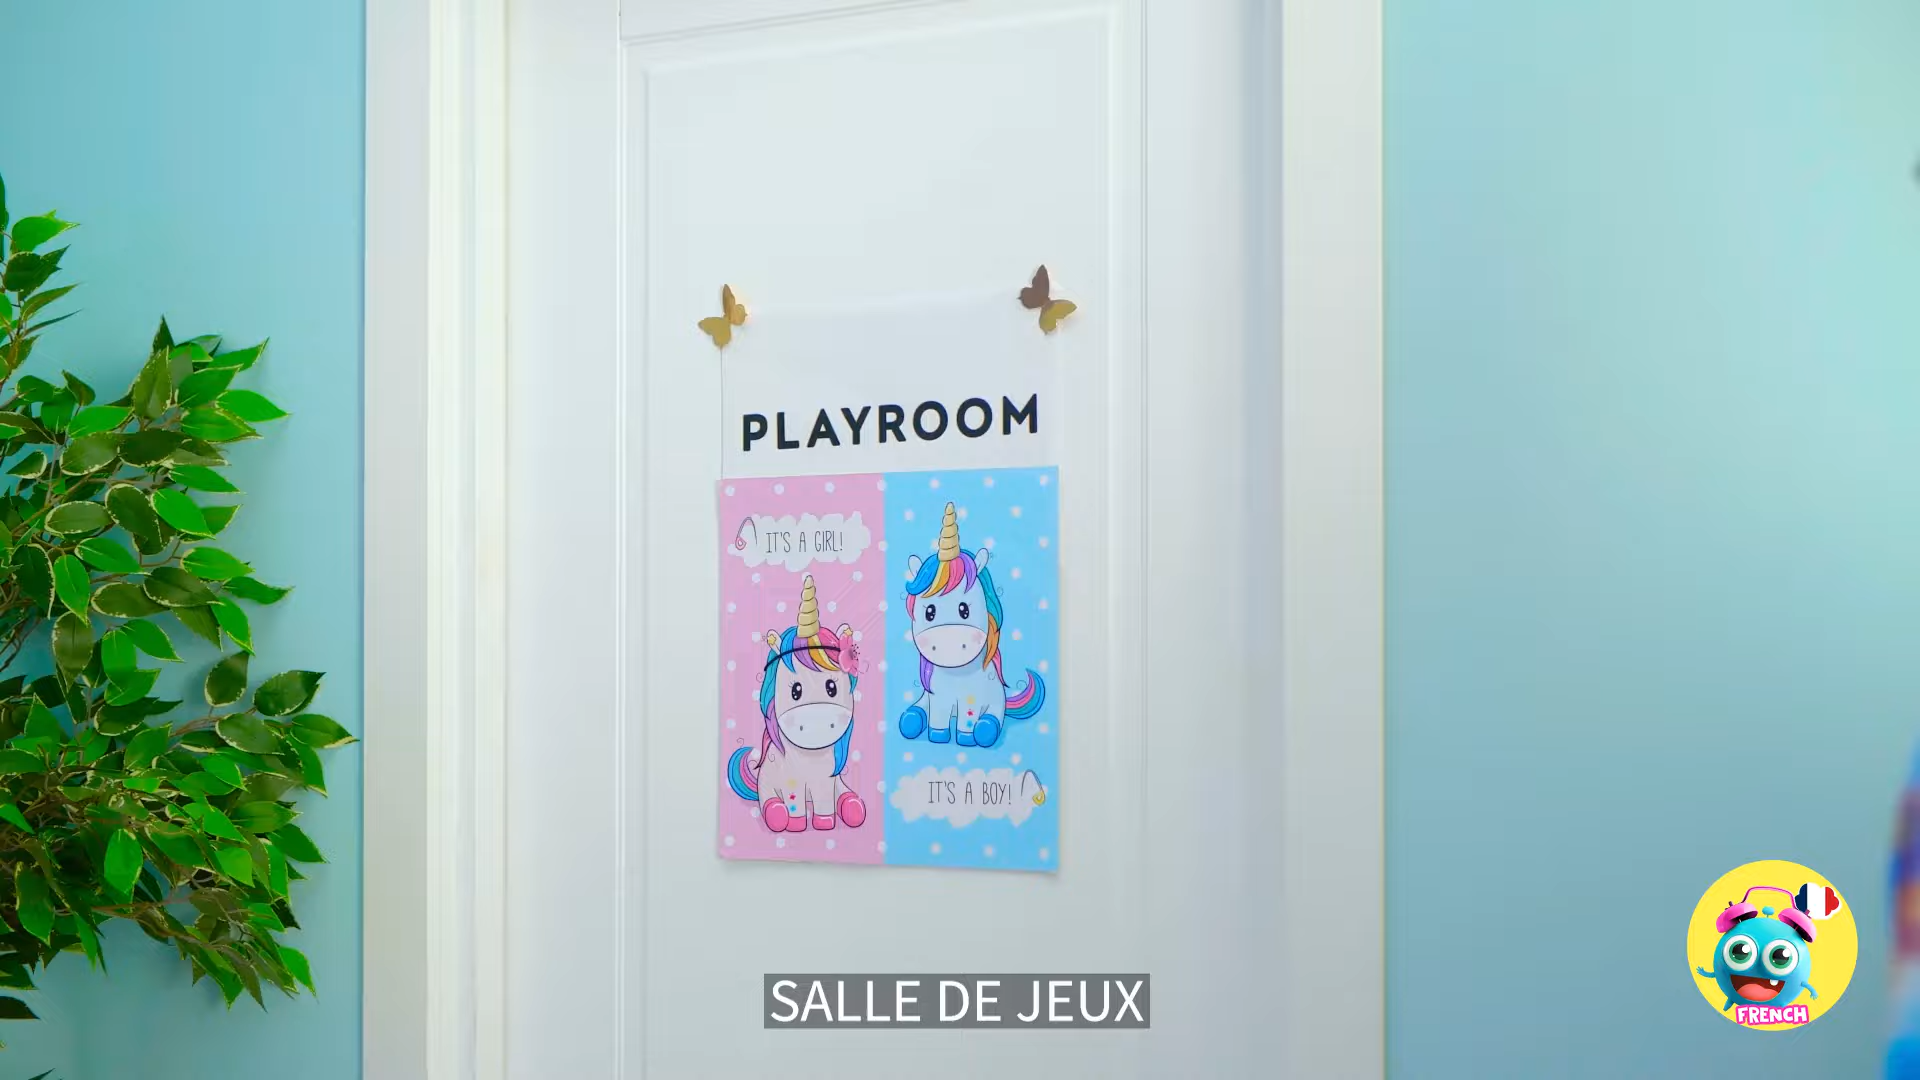 PLAYROOM
IT'S A GIRL!
IT'S A BOY!
SALLE DE JEUX
FRENCH